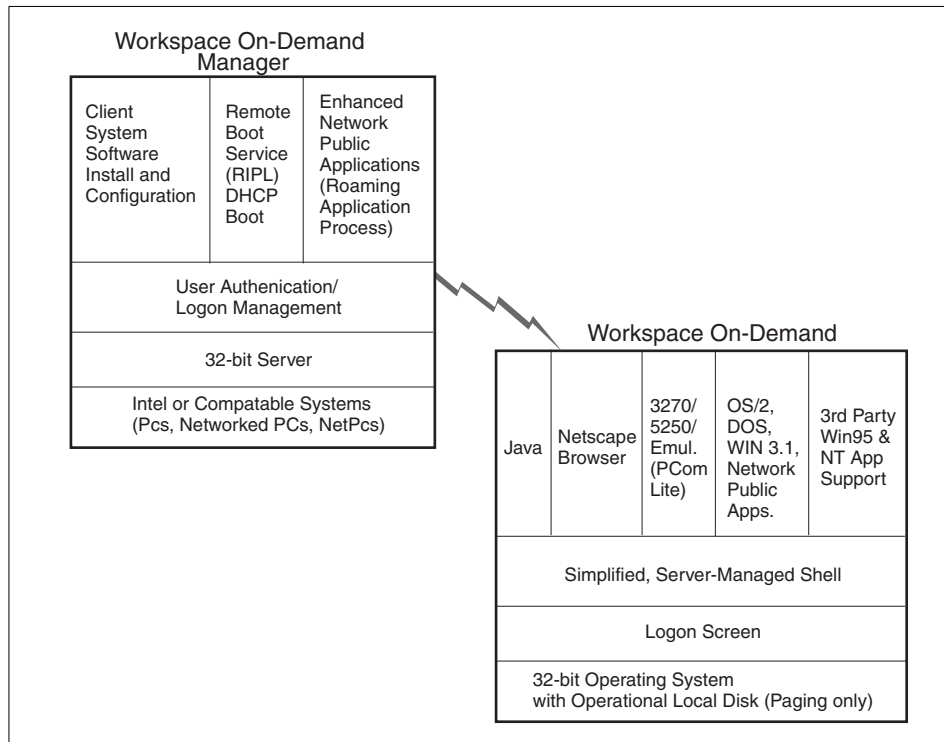 Workspace On-Demand
Manager
Client
System
Software
Install and
Configuration
Remote
Boot
Service
(RIPL)
DHCP
Boot
Enhanced
Network
Public
Applications
(Roaming
Application
Process)
User Authenication/
Logon Management
32-bit Server
Intel or Compatable Systems
(Pcs, Networked PCs, NetPcs)
Workspace On-Demand
Java
Netscape
Browser
3270/
5250/
Emul.
(PCom
Lite)
OS/2,
DOS,
WIN 3.1,
Network
Public
Apps.
3rd Party
Win95 &
NT App
Support
Simplified, Server-Managed Shell
Logon Screen
32-bit Operating System
with Operational Local Disk (Paging only)